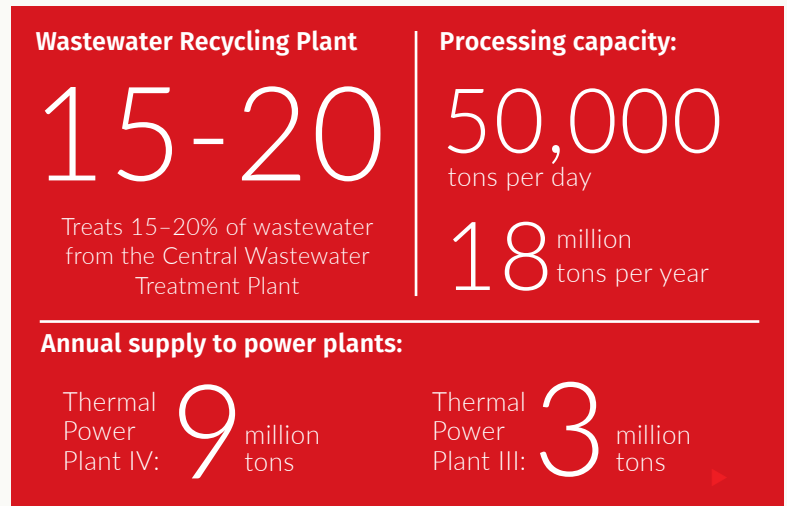 Wastewater Recycling Plant
15-20
Treats 15–20% of wastewater
from the Central Wastewater
Treatment Plant
Processing capacity:
50,000
tons per day
18 million
tons per year
Annual supply to power plants:
Thermal
Power
Plant IV:
9 million
tons
Thermal
Power
Plant III:
3 million
tons